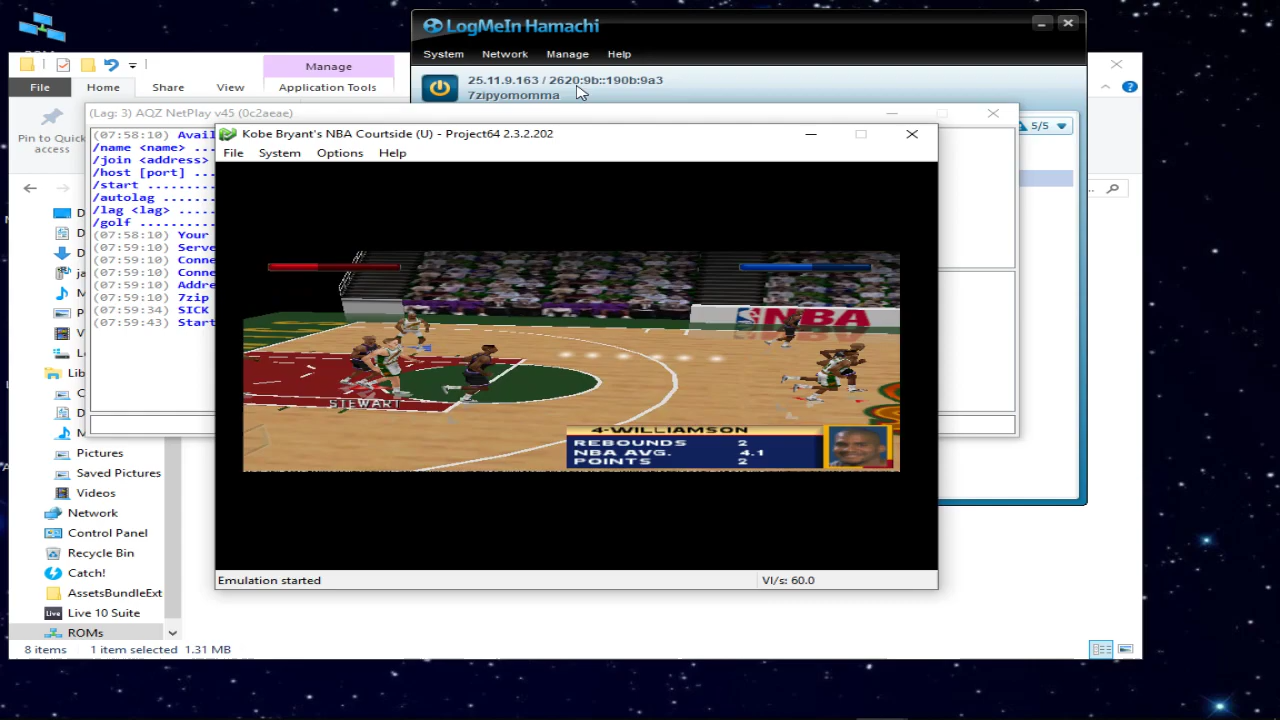 LogMeIn Hamachi
System Network Manage Help
25.11.9.163 / 2620:9b::190b:9a3
7zipyomomma
Manage
File Home Share View Application Tools
Pin to Quick
access
5/5
(Lag: 3) AQZ NetPlay v45 (0c2aeae)
(07:58:10) Avai
/name <name> ...
/join <address>
/host [port] ...
/start .........
/autolag .......
/lag <lag> .....
/golf ..........
(07:58:10) Your
(07:59:10) Serve
(07:59:10) Conne
(07:59:10) Conne
(07:59:10) Addre
(07:59:10) 7zip
(07:59:34) SICK
(07:59:43) Start
Kobe Bryant's NBA Courtside (U) - Project64 2.3.2.202
File System Options Help
NBA
STEWART
4-WILLIAMSON
REBOUNDS 2
NBA AVG. 4.1
POINTS 2
Emulation started VI/s: 60.0
D
D
D
ja
M
P
V
Lo
Lib
C
D
M
Pictures
Saved Pictures
Videos
Network
Control Panel
Recycle Bin
Catch!
AssetsBundleExt
Live Live 10 Suite
ROMs
8 items 1 item selected 1.31 MB